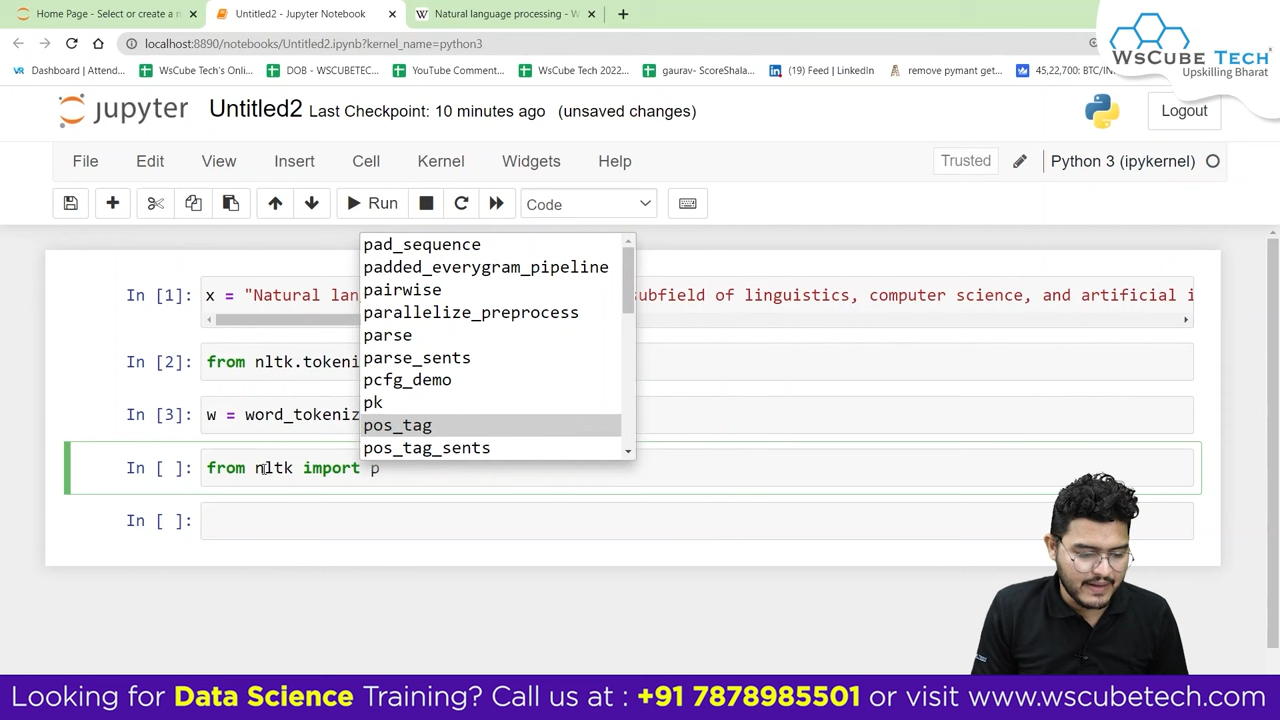 Home Page - Select or create a n
Untitled2 - Jupyter Notebook
Natural language processing - W
localhost:8890/notebooks/Untitled2.ipynb?kernel_name=python3
WsCube Tech
Upskilling Bharat
Dashboard | Attend...
WsCube Tech's Onli...
DOB - WSCUBETEC...
YouTube Comment...
WsCube Tech 2022...
gaurav- ScoreShala...
(19) Feed | LinkedIn
remove pymant get...
45,22,700: BTC/IN
jupyter
Untitled2 Last Checkpoint: 10 minutes ago (unsaved changes)
Logout
File Edit View Insert Cell Kernel Widgets Help
Trusted
Python 3 (ipykernel)
Run
Code
pad_sequence
padded_everygram_pipeline
pairwise
parallelize_preprocess
parse
parse_sents
pcfg_demo
pk
pos_tag
pos_tag_sents
In [1]: x = "Natural lan subfield of linguistics, computer science, and artificial i
In [2]: from nltk.tokeni
In [3]: w = word_tokeniz
In [ ]: from nltk import p
In [ ]:
Looking for Data Science Training? Call us at : +91 7878985501 or visit www.wscubetech.com